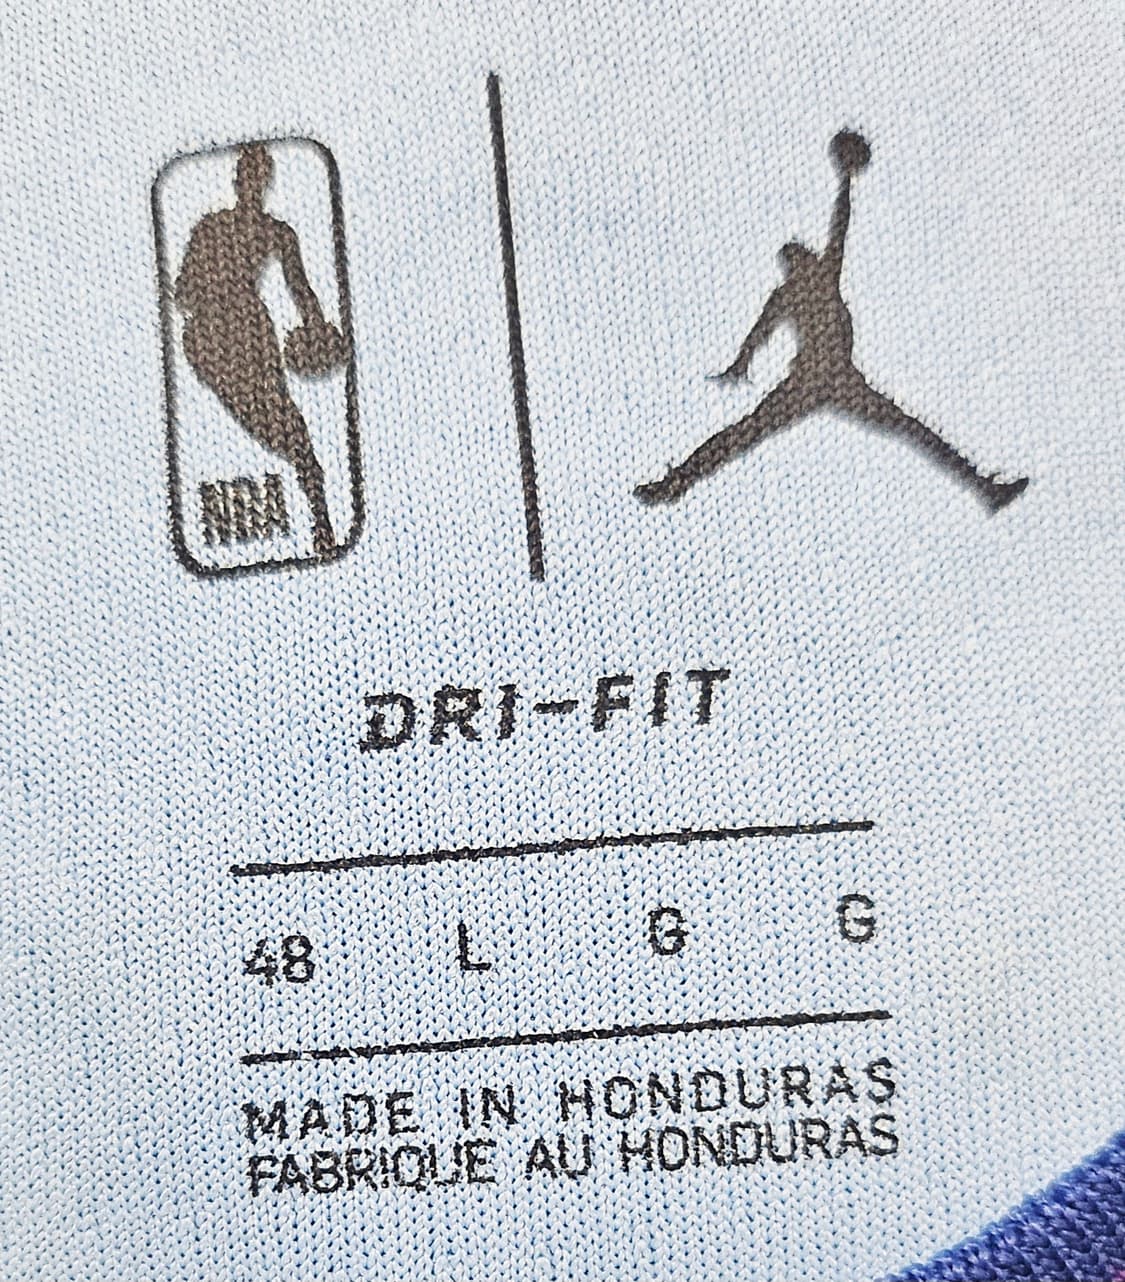 NBA
DRI-FIT
48 L G G
MADE IN HONDURAS
FABRIQUE AU HONDURAS